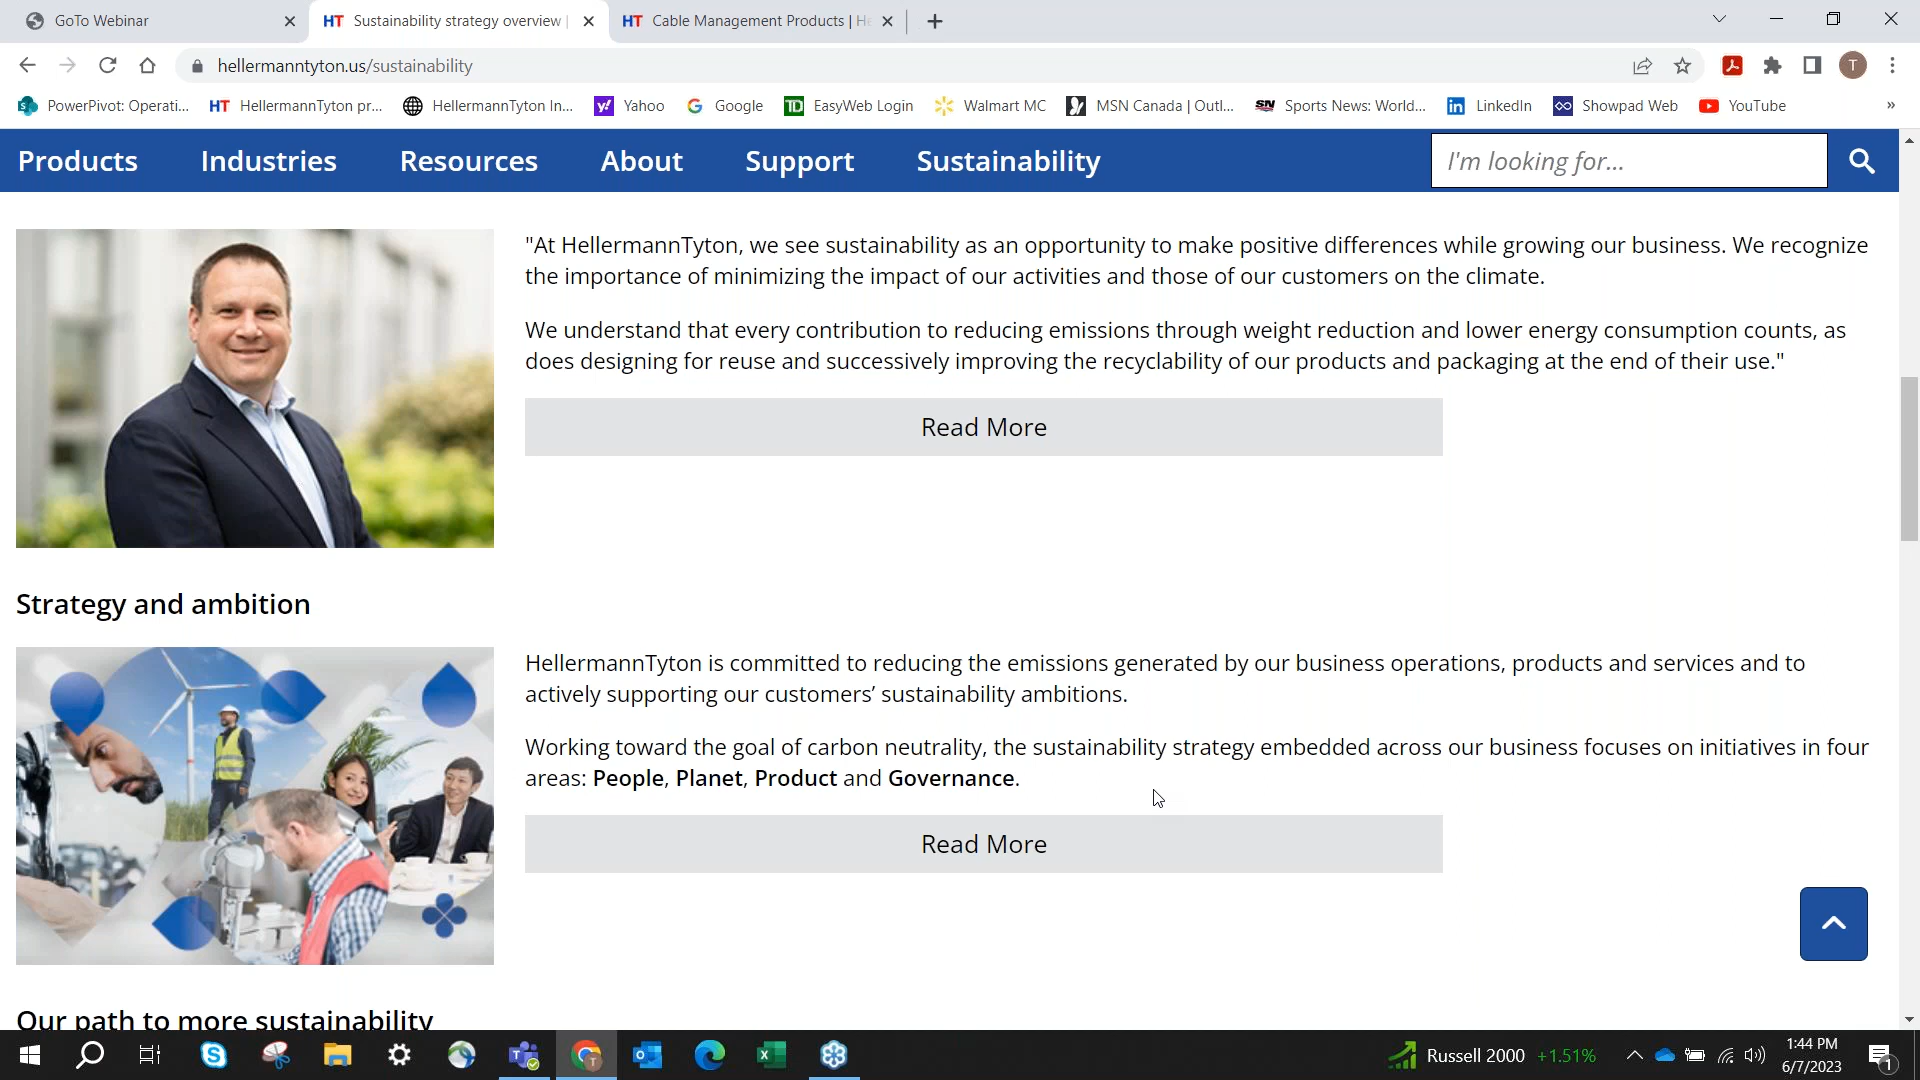 GoTo Webinar
HT Sustainability strategy overview |
HT Cable Management Products | He
hellermanntyton.us/sustainability
T
PowerPivot: Operati...
HT HellermannTyton pr...
HellermannTyton In...
y! Yahoo
G Google
TD EasyWeb Login
Walmart MC
MSN Canada | Outl...
SN Sports News: World...
in LinkedIn
Showpad Web
YouTube
»
Products
Industries
Resources
About
Support
Sustainability
I'm looking for...
"At HellermannTyton, we see sustainability as an opportunity to make positive differences while growing our business. We recognize
the importance of minimizing the impact of our activities and those of our customers on the climate.
We understand that every contribution to reducing emissions through weight reduction and lower energy consumption counts, as
does designing for reuse and successively improving the recyclability of our products and packaging at the end of their use."
Read More
Strategy and ambition
HellermannTyton is committed to reducing the emissions generated by our business operations, products and services and to
actively supporting our customers’ sustainability ambitions.
Working toward the goal of carbon neutrality, the sustainability strategy embedded across our business focuses on initiatives in four
areas: People, Planet, Product and Governance.
Read More
Our path to more sustainability
Russell 2000 +1.51%
1:44 PM
6/7/2023
1